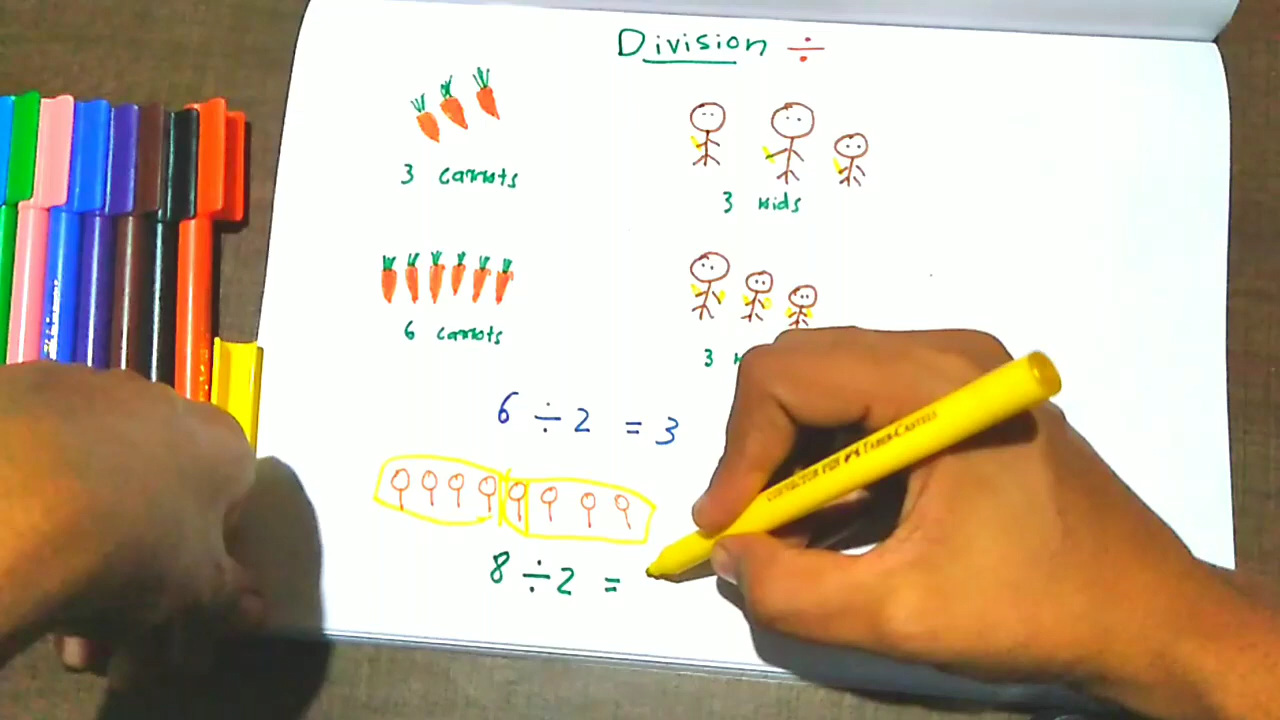 Division ÷
3 carrots
3 kids
6 carrots
3
6 ÷ 2 = 3
8 ÷ 2 =
CONNECTOR PEN
FABER-CASTELL